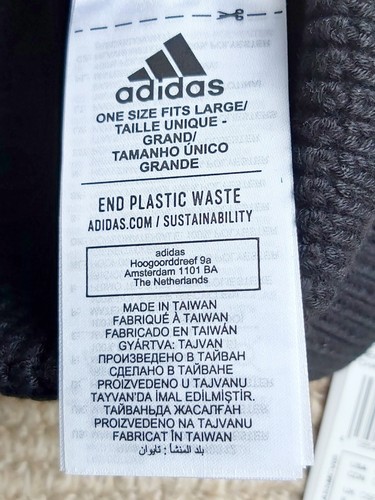 adidas
ONE SIZE FITS LARGE/
TAILLE UNIQUE -
GRAND/
TAMANHO ÚNICO
GRANDE
END PLASTIC WASTE
ADIDAS.COM / SUSTAINABILITY
adidas
Hoogoorddreef 9a
Amsterdam 1101 BA
The Netherlands
MADE IN TAIWAN
FABRIQUÉ À TAIWAN
FABRICADO EN TAIWÁN
GYÁRTVA: TAJVAN
ПРОИЗВЕДЕНО В ТАЙВАН
СДЕЛАНО В ТАЙВАНЕ
PROIZVEDENO U TAJVANU
TAYVAN'DA İMAL EDİLMİŞTİR.
ТАЙВАНЬДА ЖАСАЛҒАН
PROIZVEDENO NA TAJVANU
FABRICAT ÎN TAIWAN
بلد المنشأ : تايوان